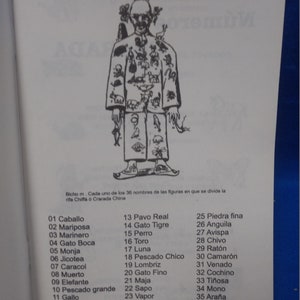 Bicho m. Cada uno de los 36 nombres de las figuras en que se divide la
rifa Chiffa o Charada China
01 Caballo
02 Mariposa
03 Marinero
04 Gato Boca
05 Monja
06 Jicotea
07 Caracol
08 Muerto
09 Elefante
10 Pescado grande
11 Gallo
13 Pavo Real
14 Gato Tigre
15 Perro
16 Toro
17 Luna
18 Pescado Chico
19 Lombriz
20 Gato Fino
21 Maja
22 Sapo
23 Vapor
25 Piedra fina
26 Anguila
27 Avispa
28 Chivo
29 Ratón
30 Camarón
31 Venado
32 Cochino
33 Tiñosa
34 Mono
35 Araña